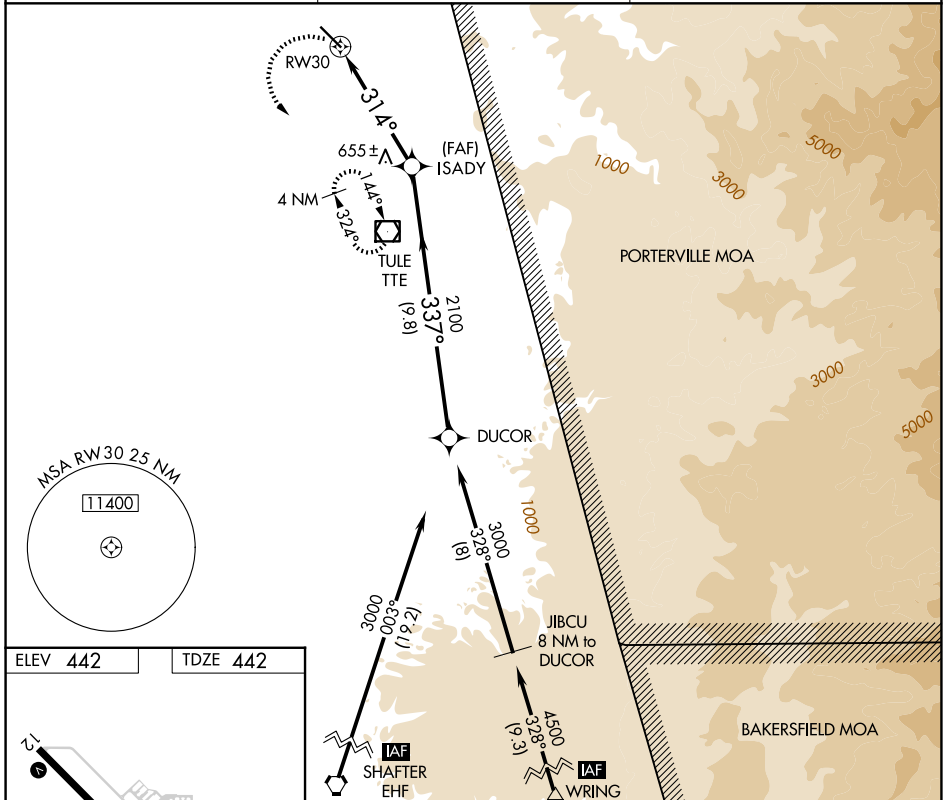 RW30
314°
(FAF)
ISADY
655±
4 NM
144°
324°
TULE
TTE
2100
337°
(9.8)
DUCOR
1000
3000
5000
PORTERVILLE MOA
3000
5000
MSA RW30 25 NM
11400
1000
3000
328°
(8)
3000
003°
(19.2)
JIBCU
8 NM to
DUCOR
4500
328°
(9.3)
BAKERSFIELD MOA
IAF
SHAFTER
EHF
IAF
WRING
ELEV 442
TDZE 442
12
V